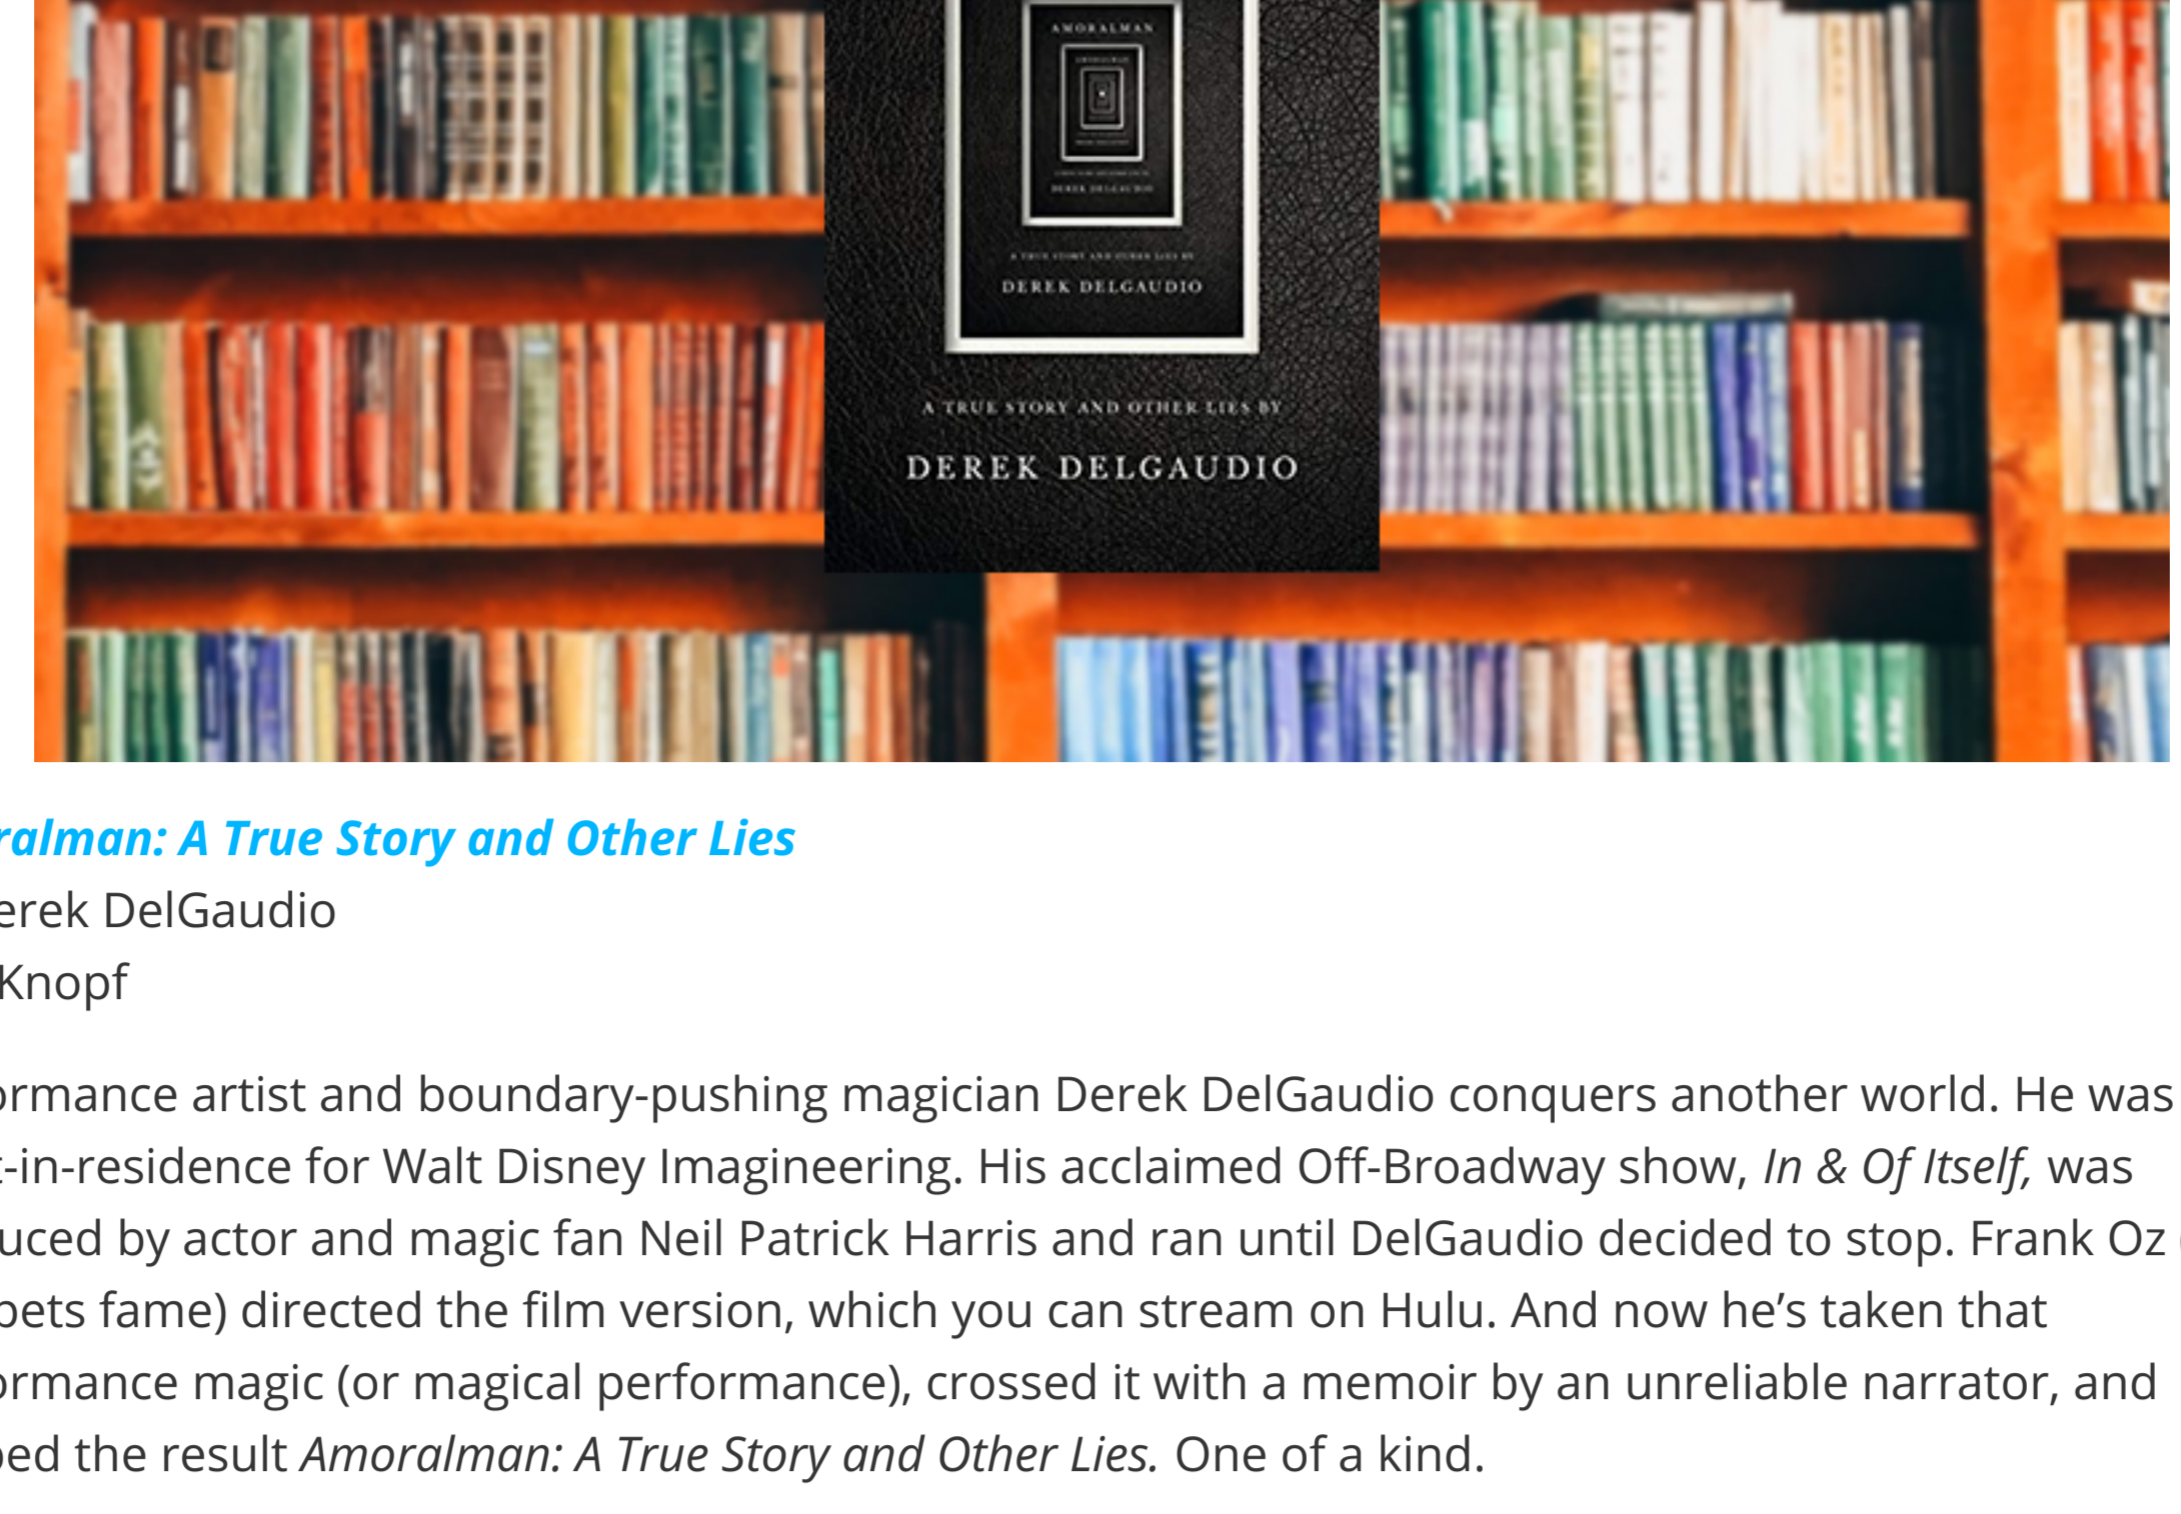 AMORALMAN
DEREK DELGAUDIO
A TRUE STORY AND OTHER LIES BY
DEREK DELGAUDIO
A TRUE STORY AND OTHER LIES BY
DEREK DELGAUDIO
ralman: A True Story and Other Lies
erek DelGaudio
Knopf
ormance artist and boundary-pushing magician Derek DelGaudio conquers another world. He was
t-in-residence for Walt Disney Imagineering. His acclaimed Off-Broadway show, In & Of Itself, was
uced by actor and magic fan Neil Patrick Harris and ran until DelGaudio decided to stop. Frank Oz (
pets fame) directed the film version, which you can stream on Hulu. And now he’s taken that
ormance magic (or magical performance), crossed it with a memoir by an unreliable narrator, and
bed the result Amoralman: A True Story and Other Lies. One of a kind.